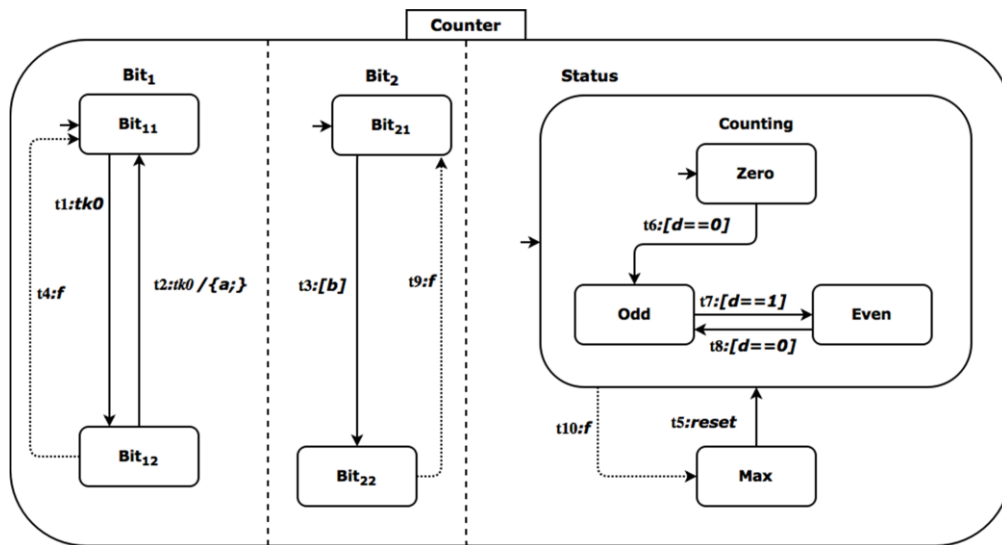 Counter
Bit₁
Bit₂
Status
Bit₁₁
Bit₂₁
Counting
Zero
t1:tk0
t6:[d==0]
t4:f
t2:tk0 /{a;}
t3:[b]
t9:f
Odd
t7:[d==1]
Even
t8:[d==0]
t10:f
t5:reset
Bit₁₂
Bit₂₂
Max